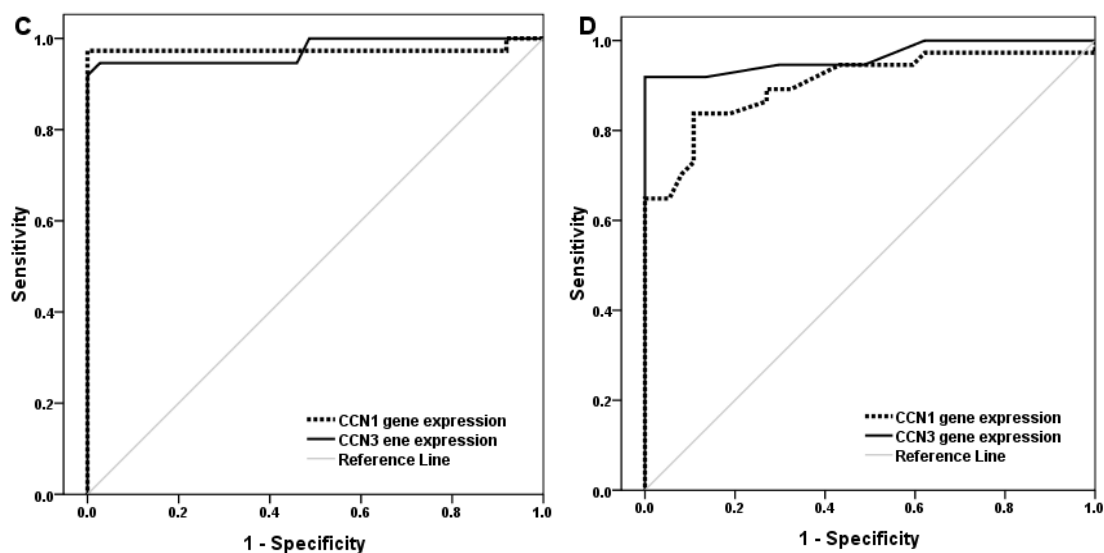 C
1.0
0.8
0.6
0.4
0.2
0.0
Sensitivity
CCN1 gene expression
CCN3 ene expression
Reference Line
0.0 0.2 0.4 0.6 0.8 1.0
1 - Specificity
D
1.0
0.8
0.6
0.4
0.2
0.0
Sensitivity
CCN1 gene expression
CCN3 gene expression
Reference Line
0.0 0.2 0.4 0.6 0.8 1.0
1 - Specificity